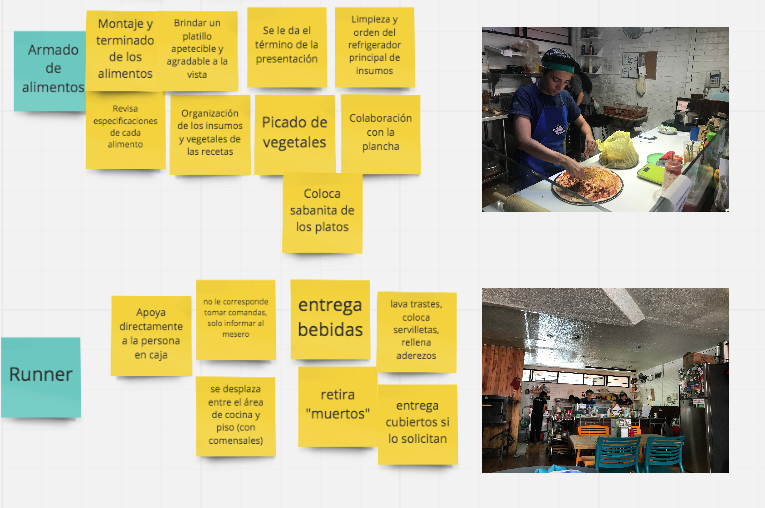 Armado
de
alimentos
Montaje y
terminado
de los
alimentos
Brindar un
platillo
apetecible y
agradable a la
vista
Se le da el
término de la
presentación
Limpieza y
orden del
refrigerador
principal de
insumos
Revisa
especificaciones
de cada
alimento
Organización
de los insumos
y vegetales de
las recetas
Picado de
vegetales
Colaboración
con la
plancha
Coloca
sabanita de
los platos
Runner
Apoya
directamente
a la persona
en caja
no le corresponde
tomar comandas,
solo informar al
mesero
entrega
bebidas
lava trastes,
coloca
servilletas,
rellena
aderezos
se desplaza
entre el área
de cocina y
piso (con
comensales)
retira
"muertos"
entrega
cubiertos si
lo solicitan